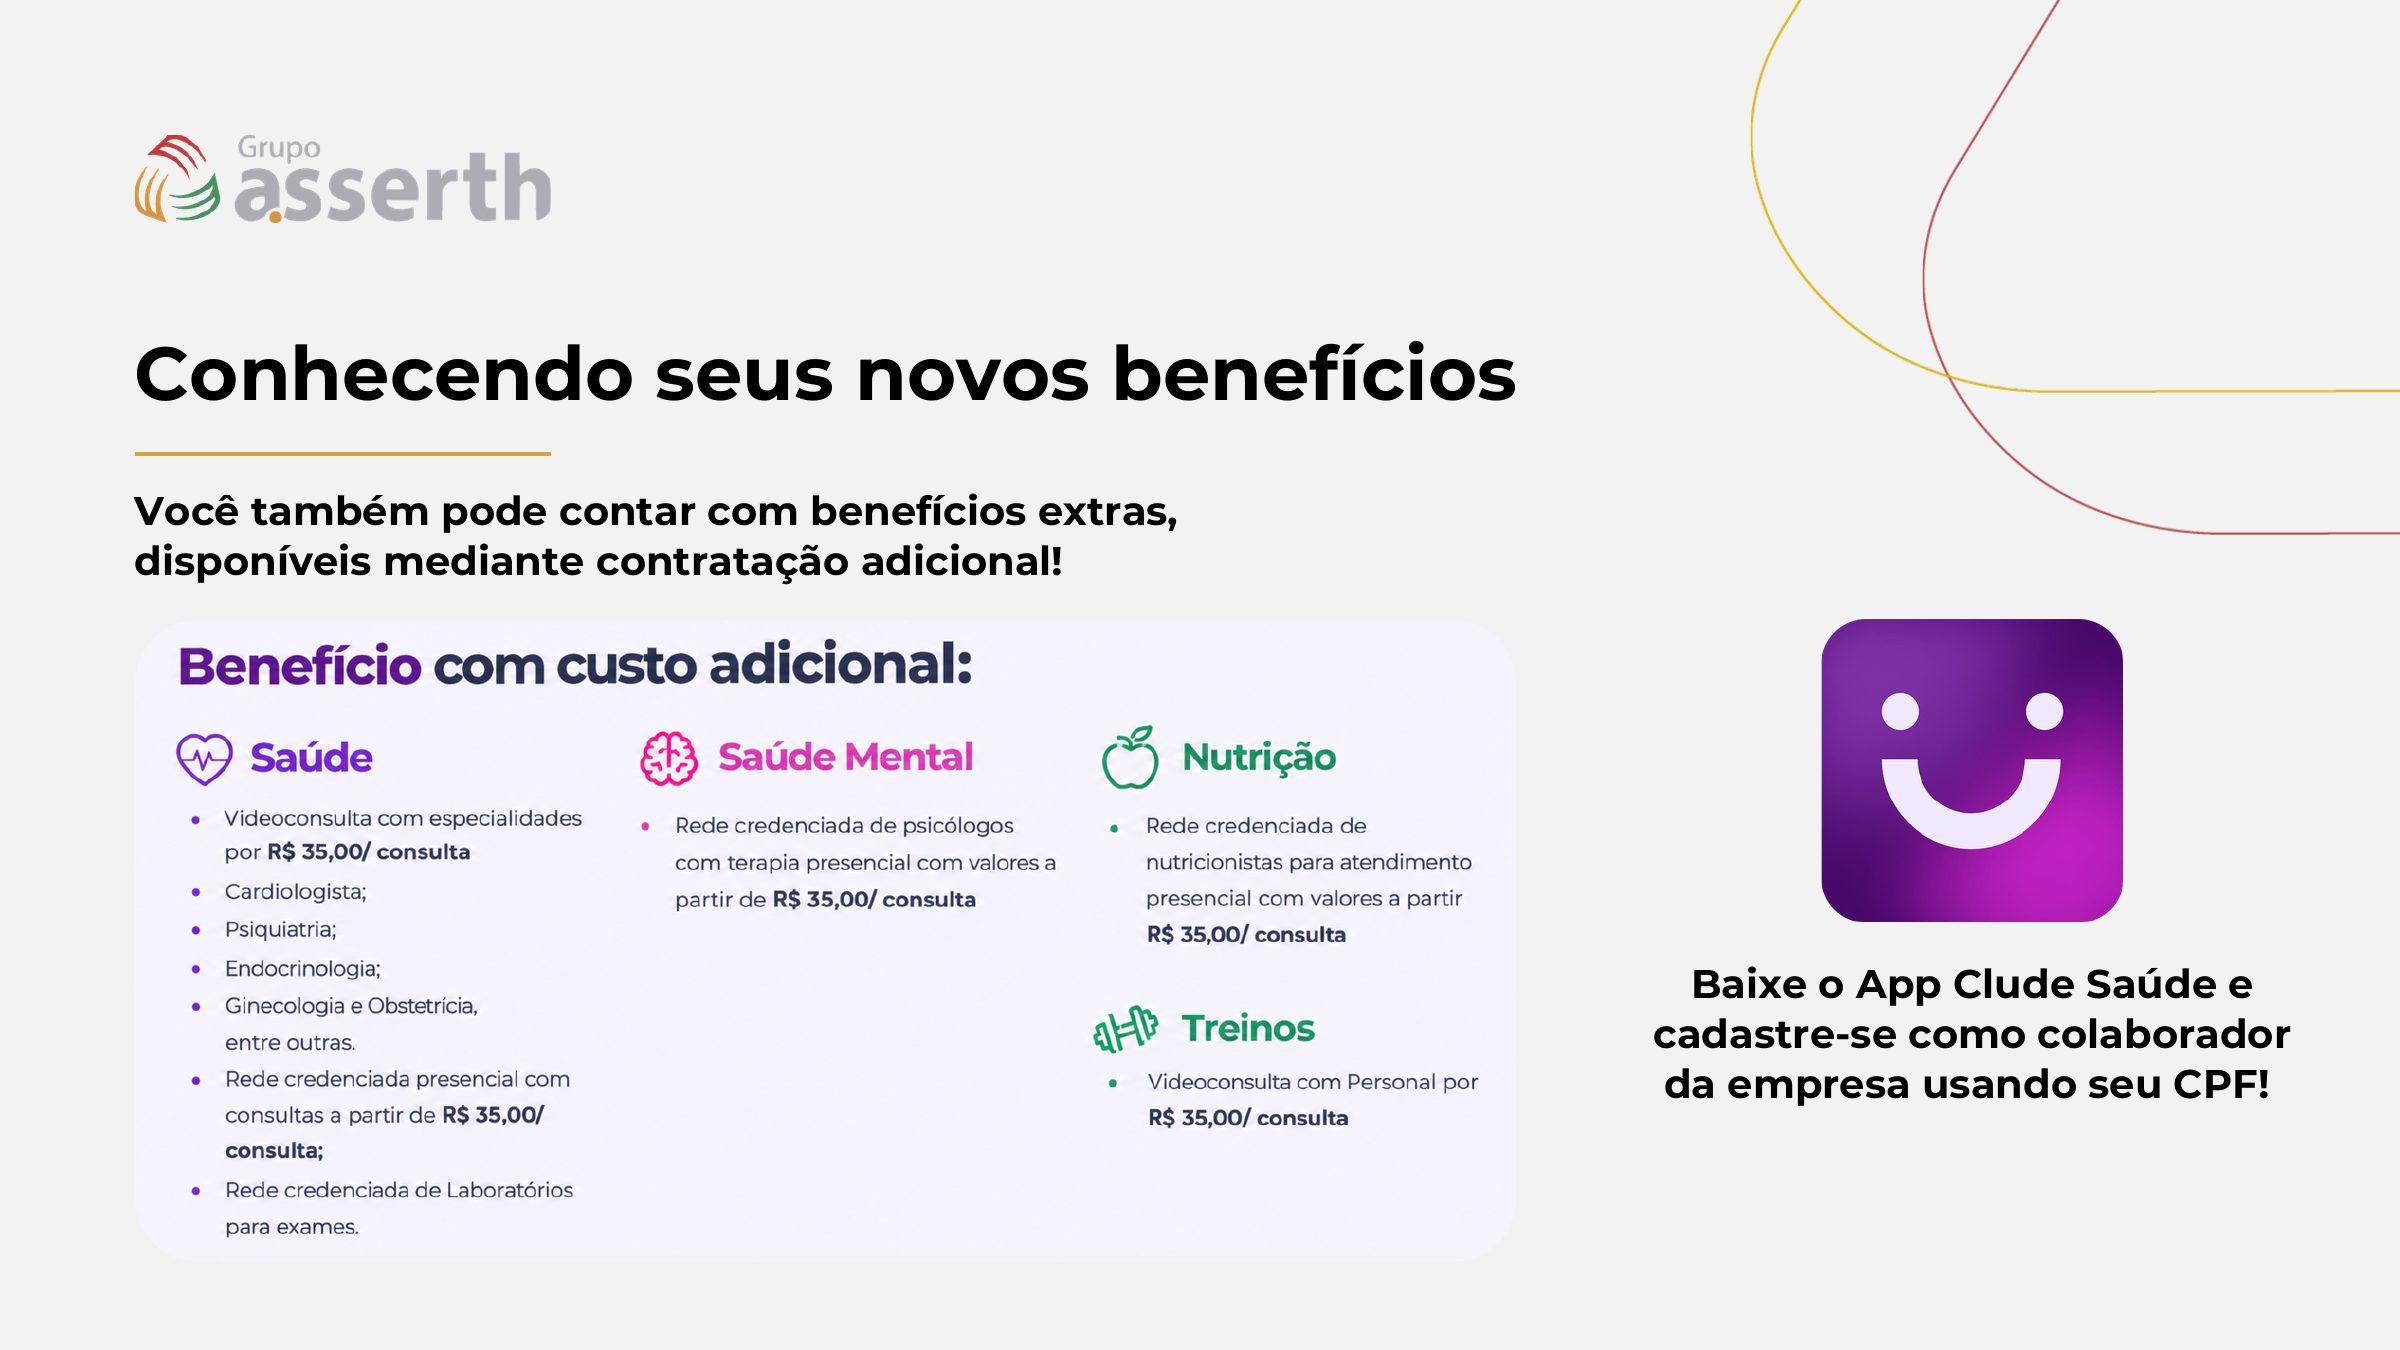 Grupo
asserth
Conhecendo seus novos benefícios
Você também pode contar com benefícios extras,
disponíveis mediante contratação adicional!
Benefício com custo adicional:
Saúde
Videoconsulta com especialidades
por R$ 35,00/ consulta
Cardiologista;
Psiquiatria;
Endocrinologia;
Ginecologia e Obstetrícia,
entre outras.
Rede credenciada presencial com
consultas a partir de R$ 35,00/
consulta;
Rede credenciada de Laboratórios
para exames.
Saúde Mental
Rede credenciada de psicólogos
com terapia presencial com valores a
partir de R$ 35,00/ consulta
Nutrição
Rede credenciada de
nutricionistas para atendimento
presencial com valores a partir
R$ 35,00/ consulta
Treinos
Videoconsulta com Personal por
R$ 35,00/ consulta
Baixe o App Clude Saúde e
cadastre-se como colaborador
da empresa usando seu CPF!